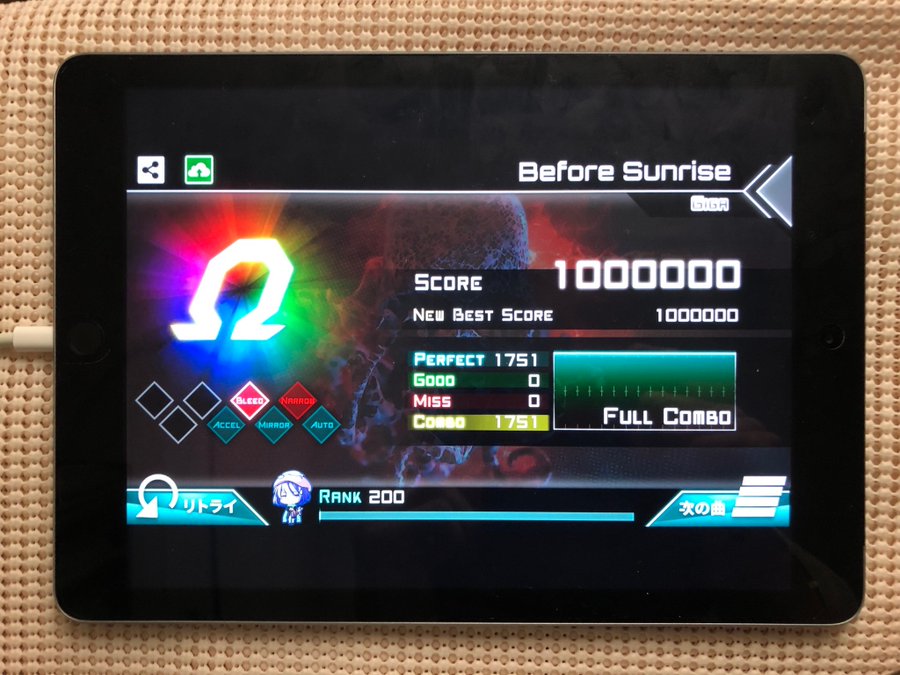 Before Sunrise
GIGA
Ω
SCORE 1000000
NEW BEST SCORE 1000000
PERFECT 1751
GOOD 0
MISS 0
COMBO 1751
FULL COMBO
BLEED NARROW
ACCEL MIRROR AUTO
リトライ
RANK 200
次の曲